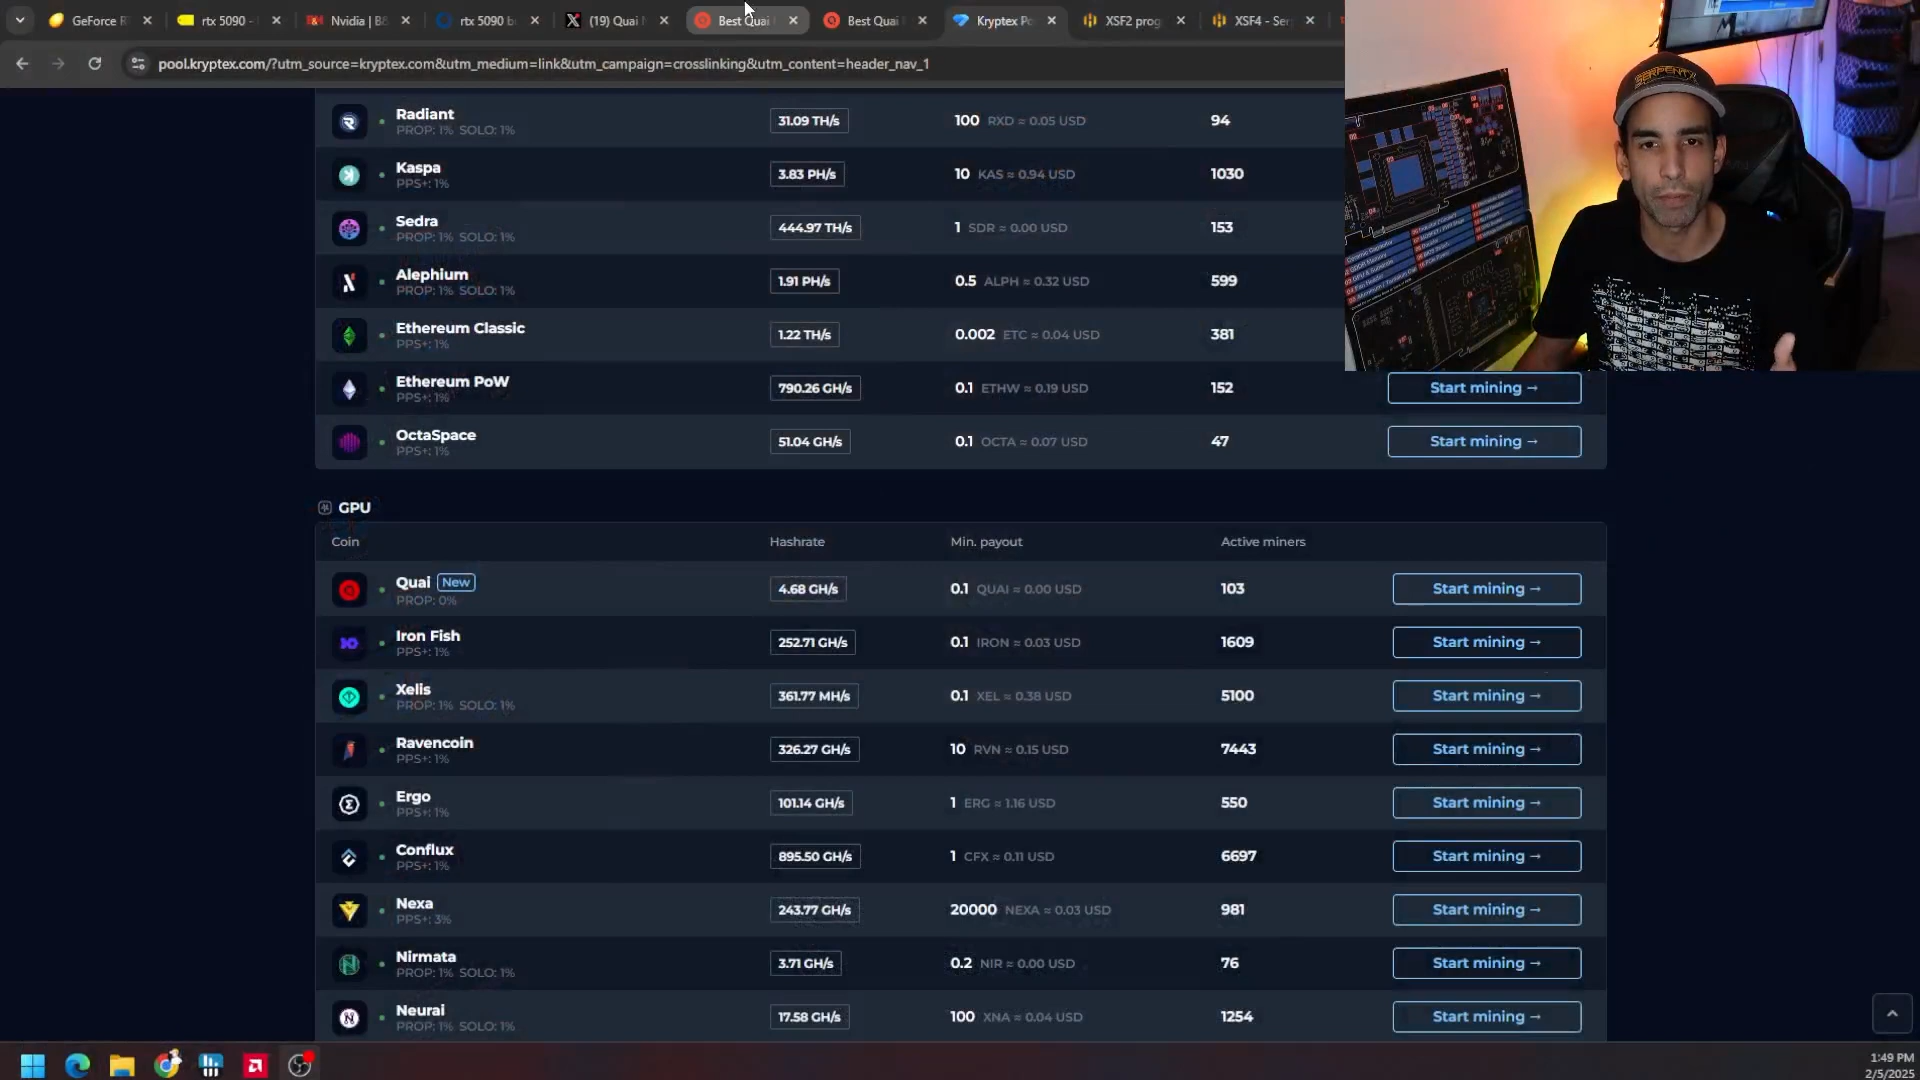 GeForce R
rtx 5090 -
Nvidia | B&
rtx 5090 b
(19) Quai
Best Quai
Best Quai
Kryptex Po
XSF2 prog
XSF4 - Ser
pool.kryptex.com/?utm_source=kryptex.com&utm_medium=link&utm_campaign=crosslinking&utm_content=header_nav_1
SERPENT
Radiant 31.09 TH/s 100 RXD ≈ 0.05 USD 94
PROP: 1% SOLO: 1%
Kaspa 3.83 PH/s 10 KAS ≈ 0.94 USD 1030
PPS+: 1%
Sedra 444.97 TH/s 1 SDR ≈ 0.00 USD 153
PROP: 1% SOLO: 1%
Alephium 1.91 PH/s 0.5 ALPH ≈ 0.32 USD 599
PROP: 1% SOLO: 1%
Ethereum Classic 1.22 TH/s 0.002 ETC ≈ 0.04 USD 381
PPS+: 1%
Ethereum PoW 790.26 GH/s 0.1 ETHW ≈ 0.19 USD 152 Start mining →
PPS+: 1%
OctaSpace 51.04 GH/s 0.1 OCTA ≈ 0.07 USD 47 Start mining →
PPS+: 1%
GPU
Coin Hashrate Min. payout Active miners
Quai New 4.68 GH/s 0.1 QUAI ≈ 0.00 USD 103 Start mining →
PROP: 0%
Iron Fish 252.71 GH/s 0.1 IRON ≈ 0.03 USD 1609 Start mining →
PPS+: 1%
Xelis 361.77 MH/s 0.1 XEL ≈ 0.38 USD 5100 Start mining →
PROP: 1% SOLO: 1%
Ravencoin 326.27 GH/s 10 RVN ≈ 0.15 USD 7443 Start mining →
PPS+: 1%
Ergo 101.14 GH/s 1 ERG ≈ 1.16 USD 550 Start mining →
PPS+: 1%
Conflux 895.50 GH/s 1 CFX ≈ 0.11 USD 6697 Start mining →
PPS+: 1%
Nexa 243.77 GH/s 20000 NEXA ≈ 0.03 USD 981 Start mining →
PPS+: 3%
Nirmata 3.71 GH/s 0.2 NIR ≈ 0.00 USD 76 Start mining →
PROP: 1% SOLO: 1%
Neurai 17.58 GH/s 100 XNA ≈ 0.04 USD 1254 Start mining →
PROP: 1% SOLO: 1%
1:49 PM
2/5/2025